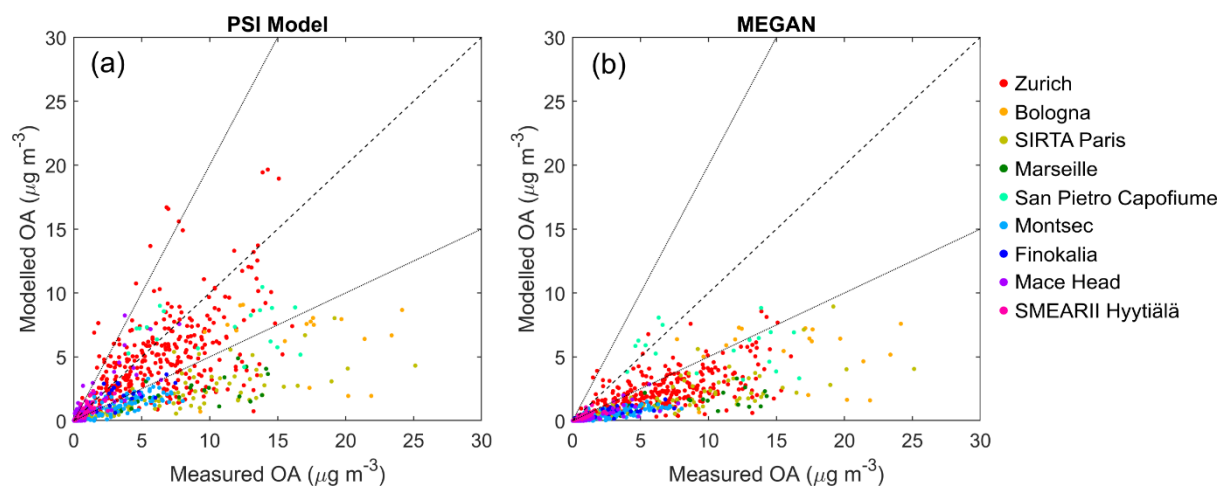 PSI Model
(a)
Modelled OA (μg m-3)
30
25
20
15
10
5
0
0 5 10 15 20 25 30
Measured OA (μg m-3)
MEGAN
(b)
Modelled OA (μg m-3)
30
25
20
15
10
5
0
0 5 10 15 20 25 30
Measured OA (μg m-3)
Zurich
Bologna
SIRTA Paris
Marseille
San Pietro Capofiume
Montsec
Finokalia
Mace Head
SMEARII Hyytiälä